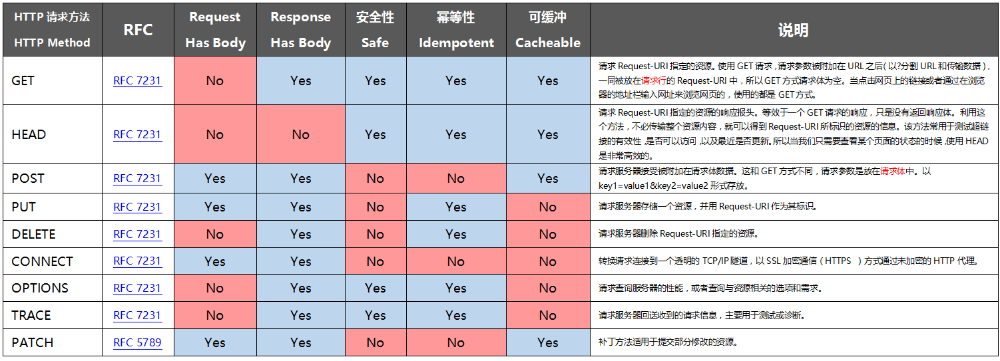 HTTP 请求方法 HTTP Method RFC Request Has Body Response Has Body 安全性 Safe 幂等性 Idempotent 可缓冲 Cacheable 说明
GET RFC 7231 No Yes Yes Yes Yes 请求 Request-URI 指定的资源。使用 GET 请求，请求参数被附加在 URL 之后（以?分割 URL 和传输数据），
一同被放在请求行的 Request-URI 中，所以 GET 方式请求体为空。当点击网页上的链接或者通过在浏览
器的地址栏输入网址来浏览网页的，使用的都是 GET 方式。
HEAD RFC 7231 No No Yes Yes Yes 请求 Request-URI 指定的资源的响应报头。等效于一个 GET 请求的响应，只是没有返回响应体。利用这
个方法，不必传输整个资源内容，就可以得到 Request-URI 所标识的资源的信息。该方法常用于测试超链
接的有效性，是否可以访问，以及最近是否更新。所以当我们只需要查看某个页面的状态的时候，使用 HEAD
是非常高效的。
POST RFC 7231 Yes Yes No No Yes 请求服务器接受被附加在请求体数据。这和 GET 方式不同，请求参数是放在请求体中。以
key1=value1&key2=value2 形式存放。
PUT RFC 7231 Yes Yes No Yes No 请求服务器存储一个资源，并用 Request-URI 作为其标识。
DELETE RFC 7231 No Yes No Yes No 请求服务器删除 Request-URI 指定的资源。
CONNECT RFC 7231 Yes Yes No No No 转换请求连接到一个透明的 TCP/IP 隧道，以 SSL 加密通信（HTTPS ）方式通过未加密的 HTTP 代理。
OPTIONS RFC 7231 No Yes Yes Yes No 请求查询服务器的性能，或者查询与资源相关的选项和需求。
TRACE RFC 7231 No Yes Yes Yes No 请求服务器回送收到的请求信息，主要用于测试或诊断。
PATCH RFC 5789 Yes Yes No No Yes 补丁方法适用于提交部分修改的资源。